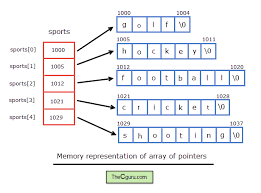 sports
1000 1004
sports[0] 1000 g o l f \0
1005 1011
sports[1] 1005 h o c k e y \0
1012 1020
sports[2] 1012 f o o t b a l l \0
1021 1028
sports[3] 1021 c r i c k e t \0
1029 1037
sports[4] 1029 s h o o t i n g \0
Memory representation of array of pointers
TheCguru.com